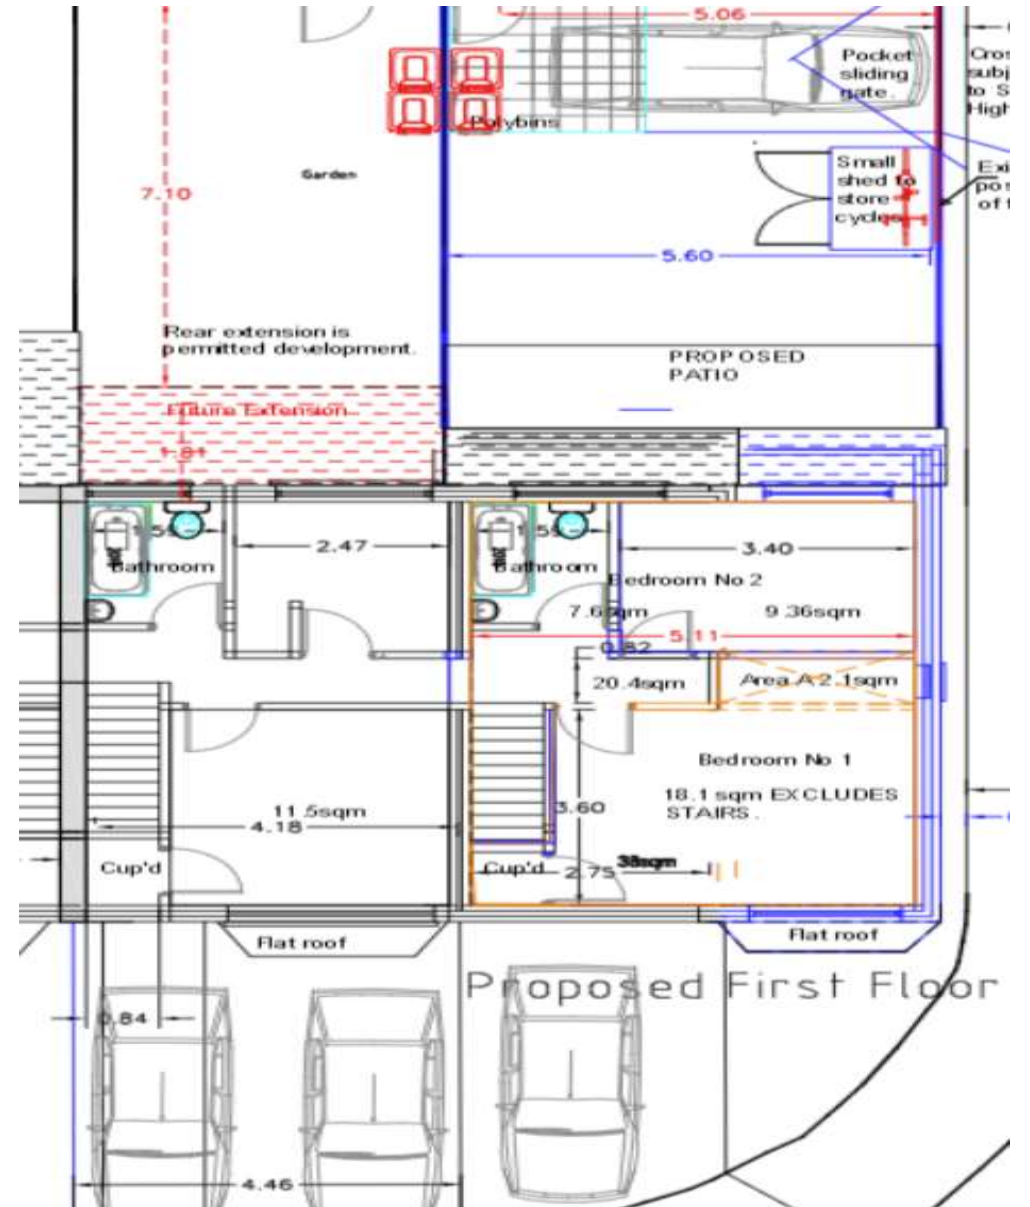 5.06
Pocket
sliding
gate.
Polybins
Garden
Small
shed to
store
cycles
7.10
5.60
Rear extension is
permitted development.
PROPOSED
PATIO
Future Extension
1.81
2.47
3.40
Bathroom
Bathroom
Bedroom No 2
9.36sqm
5.11
0.82
20.4sqm
Area A 2.1sqm
Bedroom No 1
18.1 sqm EXCLUDES
STAIRS.
11.5sqm
4.18
3.60
38sqm
Cup'd
Cup'd
2.75
Flat roof
Flat roof
Proposed First Floor
0.84
4.46